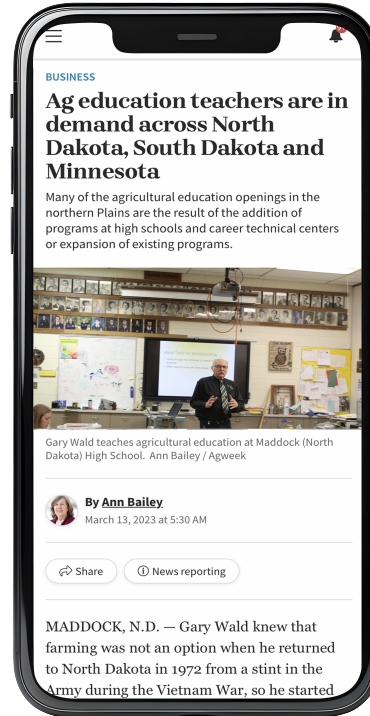 BUSINESS
Ag education teachers are in
demand across North
Dakota, South Dakota and
Minnesota
Many of the agricultural education openings in the
northern Plains are the result of the addition of
programs at high schools and career technical centers
or expansion of existing programs.
Gary Wald teaches agricultural education at Maddock (North
Dakota) High School. Ann Bailey / Agweek
By Ann Bailey
March 13, 2023 at 5:30 AM
Share
News reporting
MADDOCK, N.D. — Gary Wald knew that
farming was not an option when he returned
to North Dakota in 1972 from a stint in the
Army during the Vietnam War, so he started